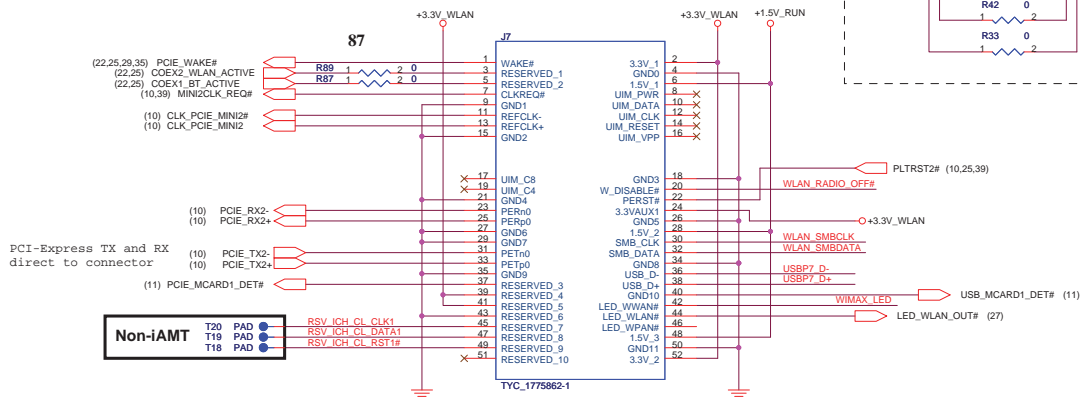 R42 0
1 2
R33 0
1 2
+3.3V_WLAN
+3.3V_WLAN
+1.5V_RUN
87
J7
(22,25,29,35) PCIE_WAKE#
(22,25) COEX2_WLAN_ACTIVE
R89 1 2 0
(22,25) COEX1_BT_ACTIVE
R87 1 2 0
(10,39) MINI2CLK_REQ#
(10) CLK_PCIE_MINI2#
(10) CLK_PCIE_MINI2
1 WAKE# 3.3V_1 2
3 RESERVED_1 GND0 4
5 RESERVED_2 1.5V_1 6
7 CLKREQ# UIM_PWR 8
9 GND1 UIM_DATA 10
11 REFCLK- UIM_CLK 12
13 REFCLK+ UIM_RESET 14
15 GND2 UIM_VPP 16
17 UIM_C8 GND3 18
19 UIM_C4 W_DISABLE# 20
21 GND4 PERST# 22
23 PERn0 3.3VAUX1 24
25 PERp0 GND5 26
27 GND6 1.5V_2 28
29 GND7 SMB_CLK 30
31 PETn0 SMB_DATA 32
33 PETp0 GND8 34
35 GND9 USB_D- 36
37 RESERVED_3 USB_D+ 38
39 RESERVED_4 GND10 40
41 RESERVED_5 LED_WWAN# 42
43 RESERVED_6 LED_WLAN# 44
45 RESERVED_7 LED_WPAN# 46
47 RESERVED_8 1.5V_3 48
49 RESERVED_9 GND11 50
51 RESERVED_10 3.3V_2 52
TYC_1775862-1
PLTRST2# (10,25,39)
WLAN_RADIO_OFF#
+3.3V_WLAN
WLAN_SMBCLK
WLAN_SMBDATA
USBP7_D-
USBP7_D+
USB_MCARD1_DET# (11)
WIMAX_LED
LED_WLAN_OUT# (27)
(10) PCIE_RX2-
(10) PCIE_RX2+
PCI-Express TX and RX
direct to connector
(10) PCIE_TX2-
(10) PCIE_TX2+
(11) PCIE_MCARD1_DET#
Non-iAMT
T20 PAD RSV_ICH_CL_CLK1
T19 PAD RSV_ICH_CL_DATA1
T18 PAD RSV_ICH_CL_RST1#